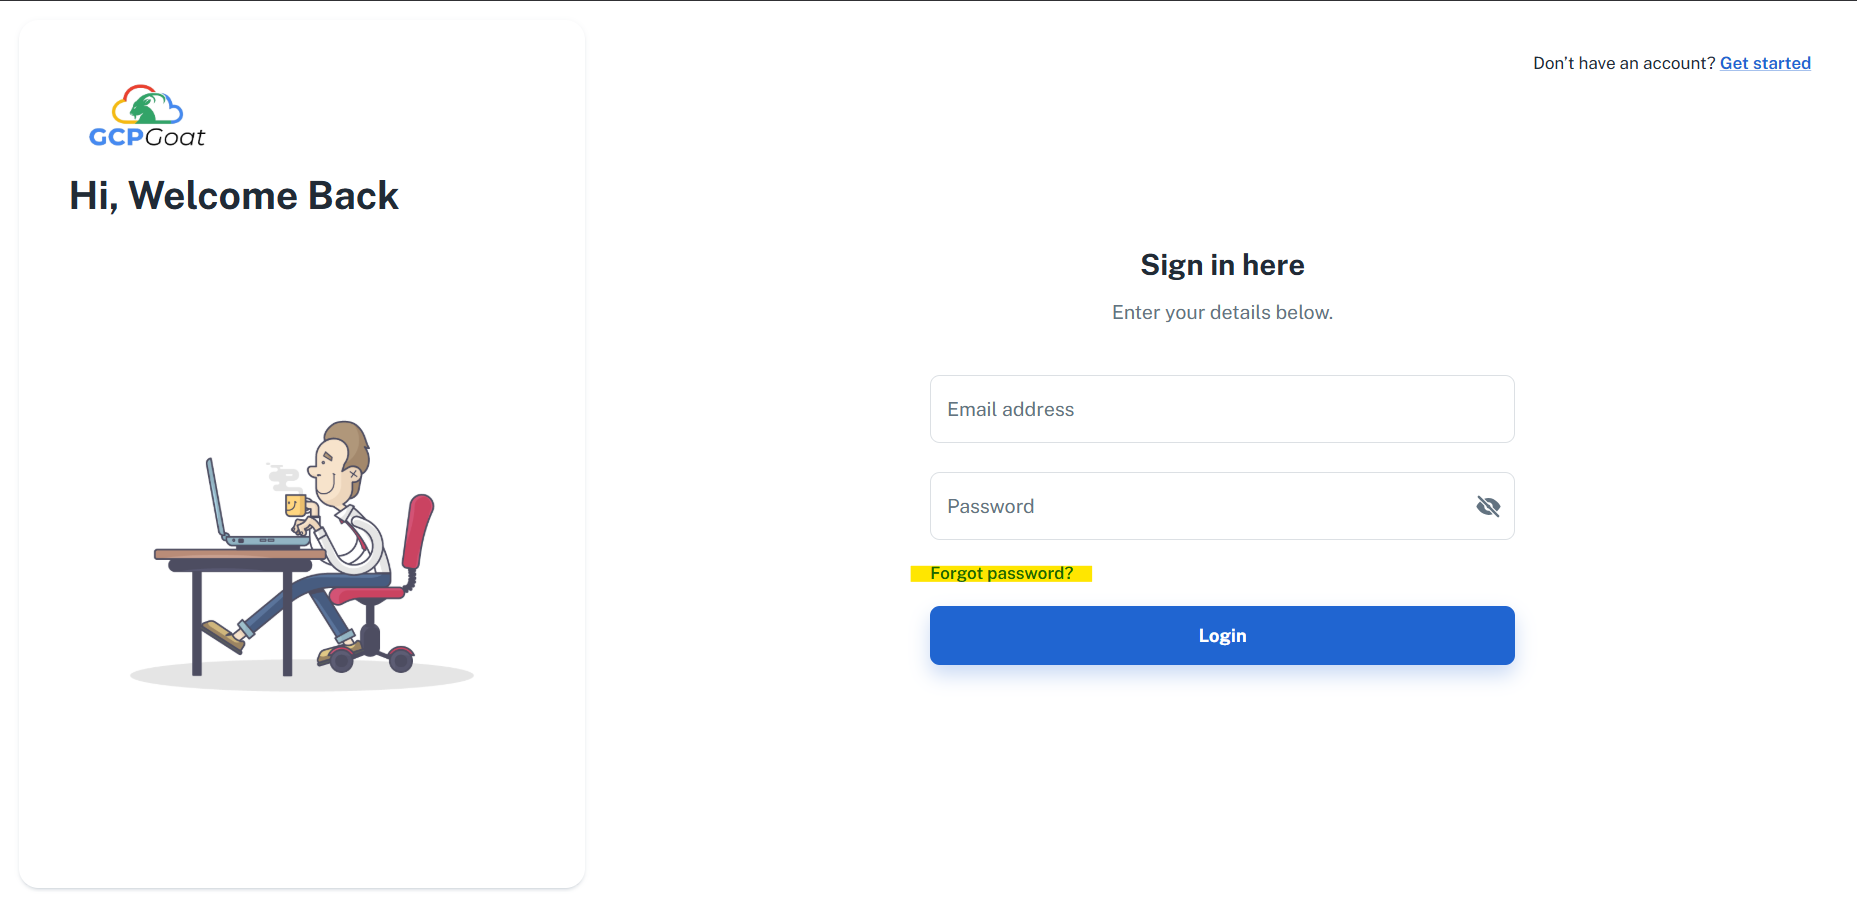 Don't have an account? Get started
GCPGoat
Hi, Welcome Back
Sign in here
Enter your details below.
Email address
Password
Forgot password?
Login